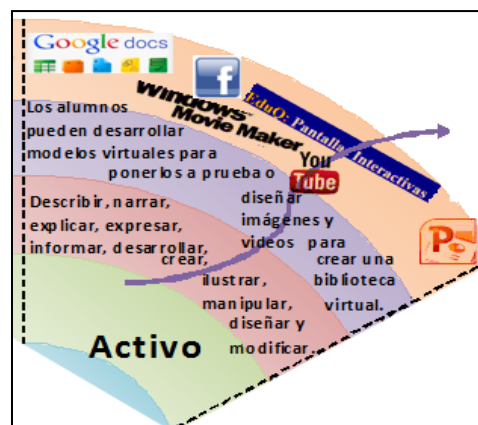 Google docs
WINDOWS
Movie Maker
EduQ: Pantallas Interactivas
You
Tube
Los alumnos
pueden desarrollar
modelos virtuales para
ponerlos a prueba o
diseñar
imágenes y
videos para
crear una
biblioteca
virtual.
Describir, narrar,
explicar, expresar,
informar, desarrollar,
crear,
ilustrar,
manipular,
diseñar y
modificar.
Activo
f
P